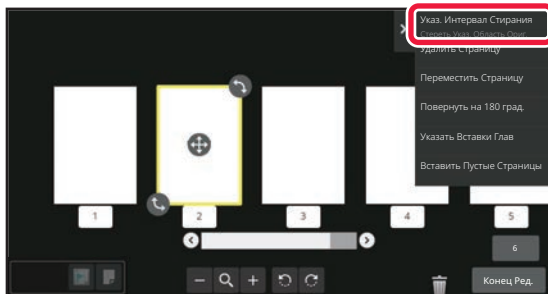 Указ. Интервал Стирания
Стереть Указ. Область Ориг.
Удалить Страницу
Переместить Страницу
Повернуть на 180 град.
Указать Вставки Глав
Вставить Пустые Страницы
1
2
3
4
5
6
Конец Ред.